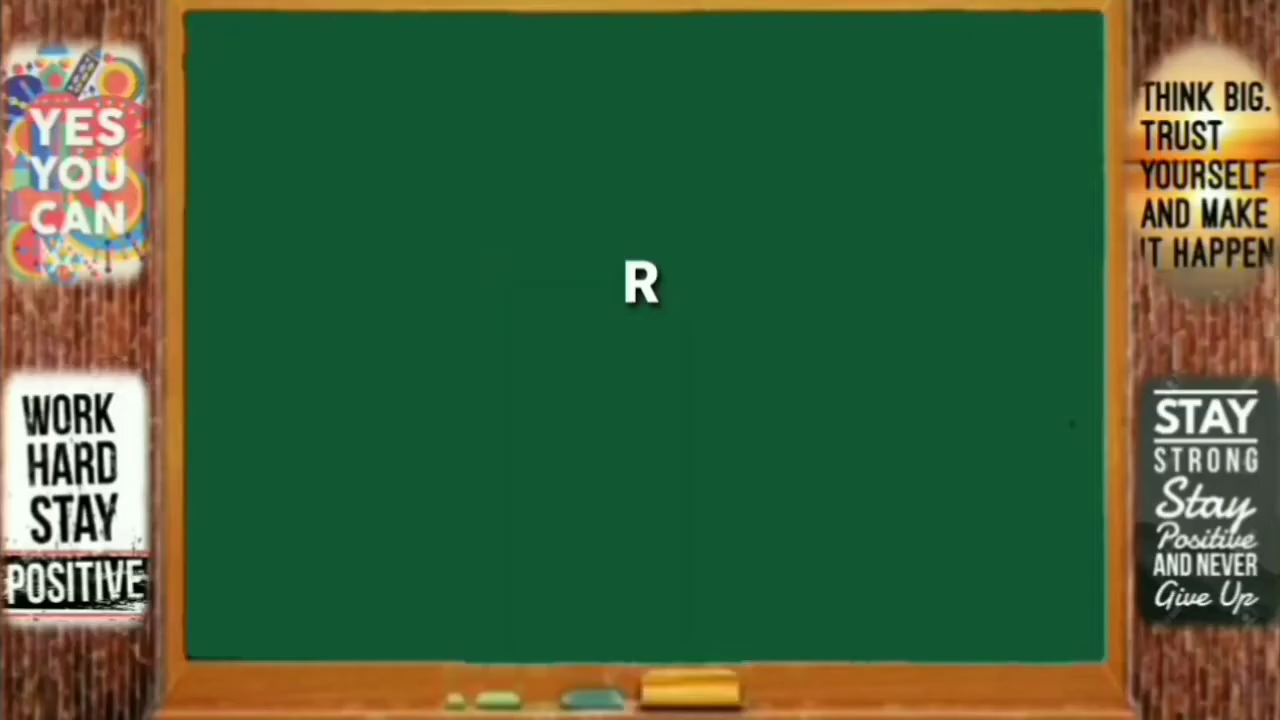 YES
YOU
CAN
WORK
HARD
STAY
POSITIVE
R
THINK BIG.
TRUST
YOURSELF
AND MAKE
IT HAPPEN
STAY
STRONG
Stay
Positive
AND NEVER
Give Up